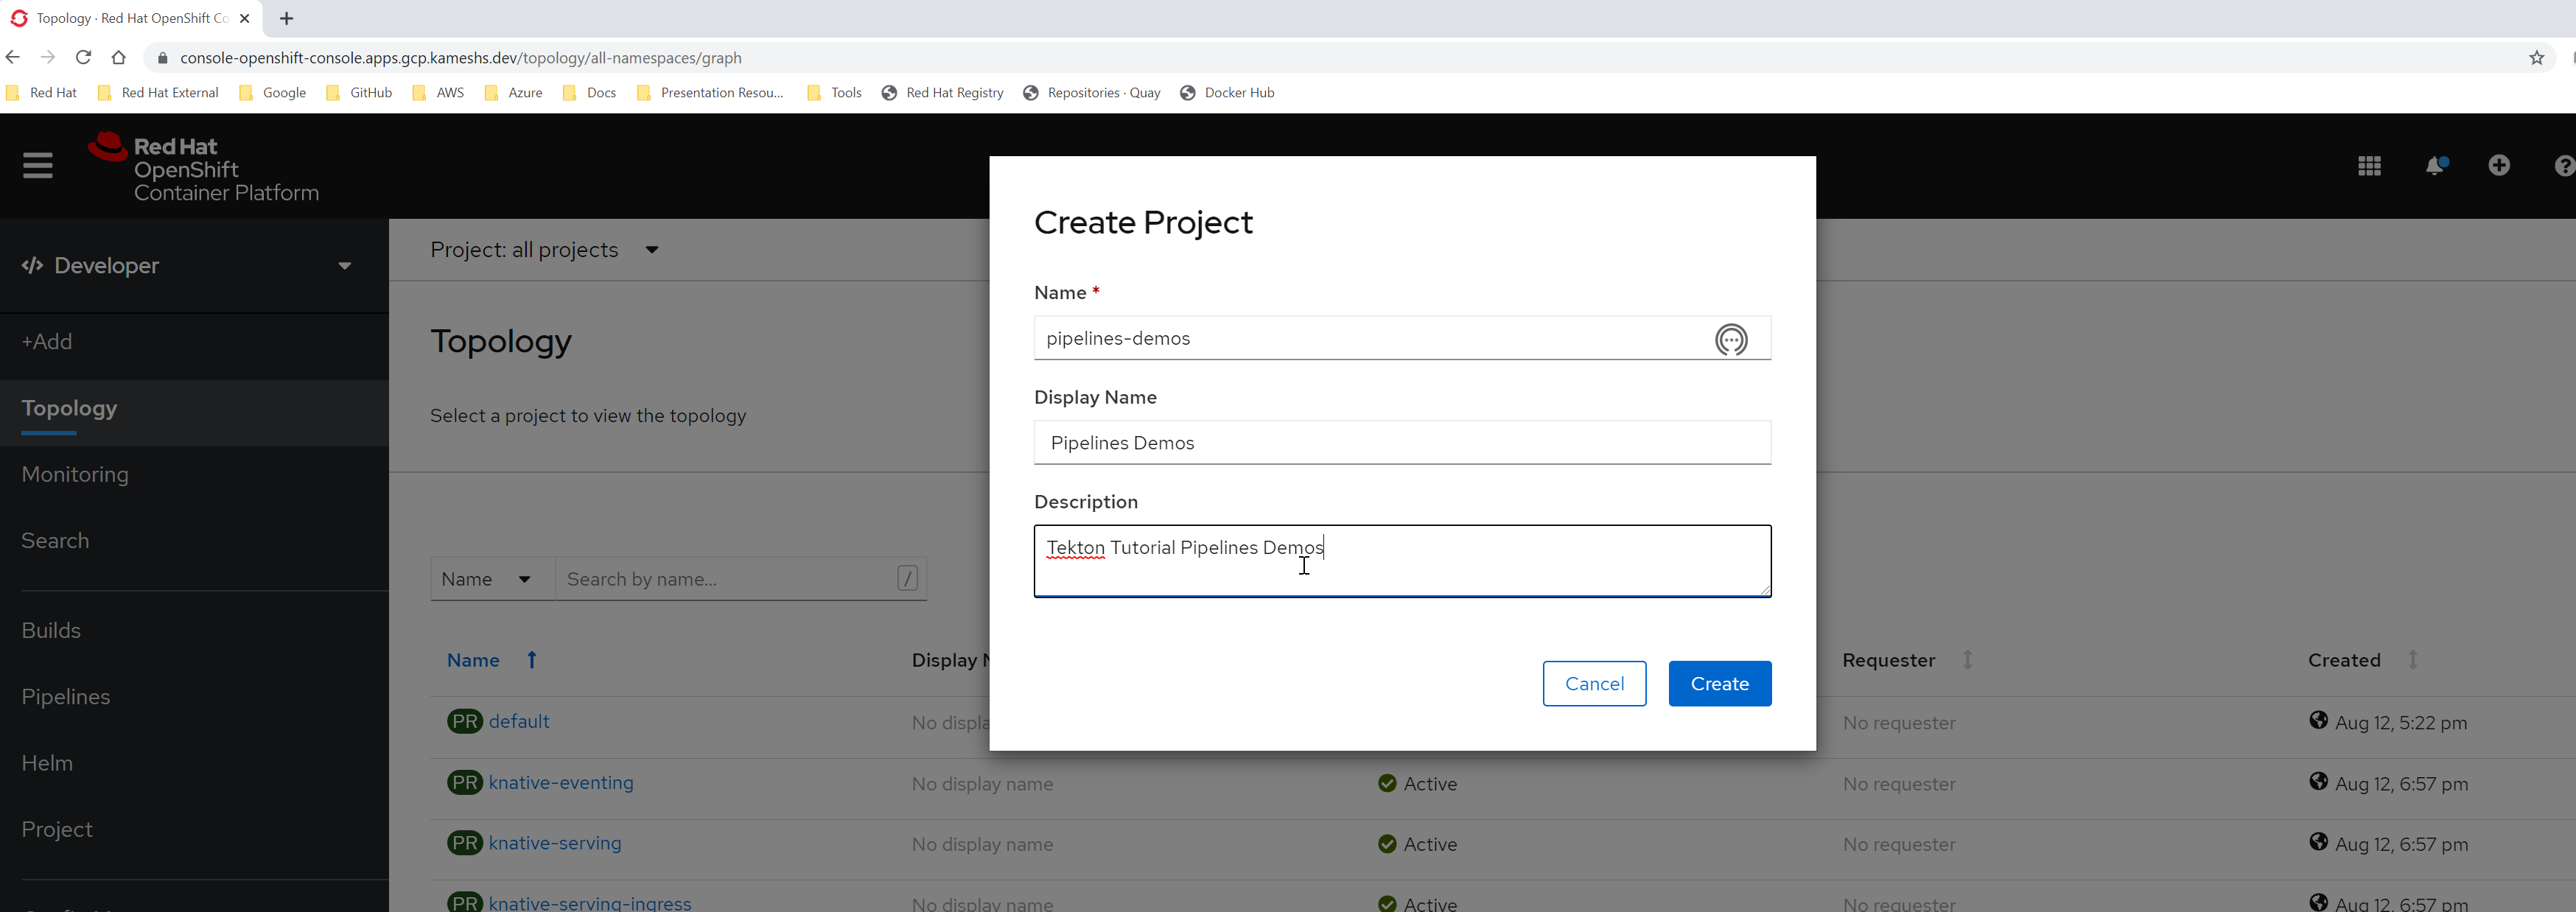 Topology · Red Hat OpenShift Co
console-openshift-console.apps.gcp.kameshs.dev/topology/all-namespaces/graph
Red Hat Red Hat External Google GitHub AWS Azure Docs Presentation Resou... Tools Red Hat Registry Repositories · Quay Docker Hub
Red Hat
OpenShift
Container Platform
</> Developer
+Add
Topology
Monitoring
Search
Builds
Pipelines
Helm
Project
Project: all projects
Topology
Select a project to view the topology
Name Search by name... /
Name Display N Requester Created
PR default No displa No requester Aug 12, 5:22 pm
PR knative-eventing No display name Active No requester Aug 12, 6:57 pm
PR knative-serving No display name Active No requester Aug 12, 6:57 pm
PR knative-serving-ingress No display name Active No requester Aug 12, 6:57 pm
Create Project
Name *
pipelines-demos
Display Name
Pipelines Demos
Description
Tekton Tutorial Pipelines Demos
Cancel Create